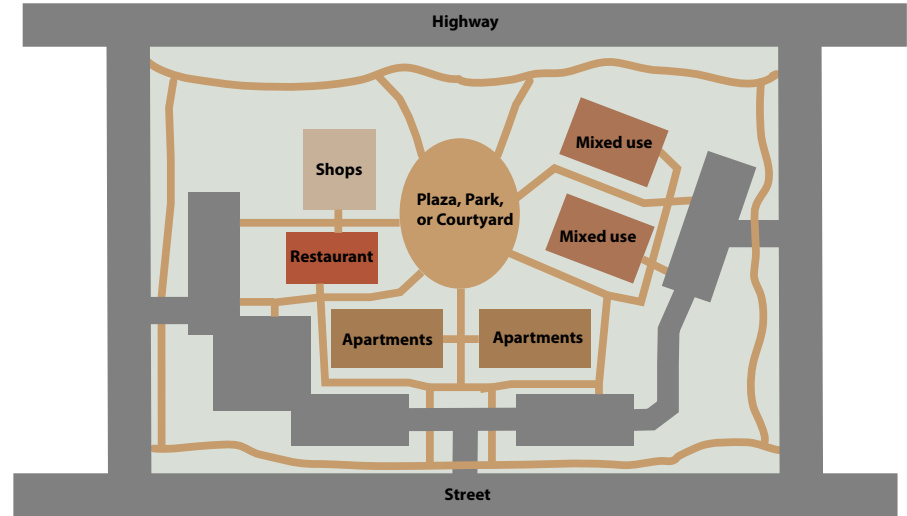 Highway
Mixed use
Shops
Plaza, Park,
or Courtyard
Mixed use
Restaurant
Apartments
Apartments
Street